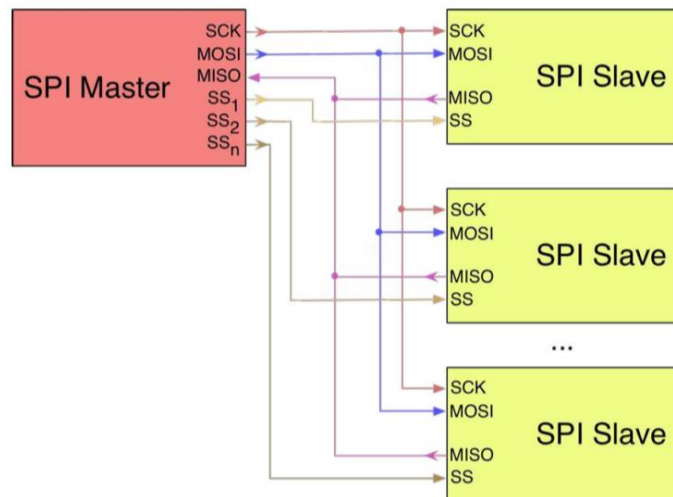 SPI Master
SCK
MOSI
MISO
SS1
SS2
SSn
SCK
MOSI
MISO
SS
SPI Slave
SCK
MOSI
MISO
SS
SPI Slave
...
SCK
MOSI
MISO
SS
SPI Slave